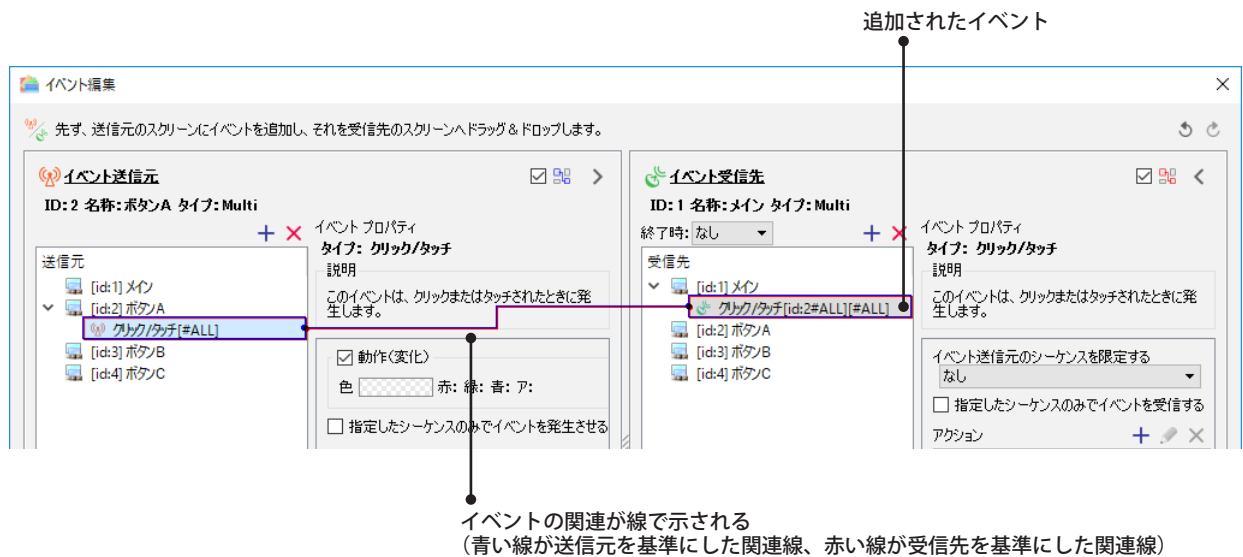 追加されたイベント
イベント編集
先ず、送信元のスクリーンにイベントを追加し、それを受信先のスクリーンへドラッグ＆ドロップします。
イベント送信元
ID：2 名称：ボタンA タイプ：Multi
送信元
[id:1] メイン
[id:2] ボタンA
クリック/タッチ[#ALL]
[id:3] ボタンB
[id:4] ボタンC
イベント プロパティ
タイプ： クリック/タッチ
説明
このイベントは、クリックまたはタッチされたときに発
生します。
動作（変化）
色 赤： 緑： 青： ア：
指定したシーケンスのみでイベントを発生させる
イベント受信先
ID：1 名称：メイン タイプ：Multi
終了時： なし
受信先
[id:1] メイン
クリック/タッチ[id:2#ALL][#ALL]
[id:2] ボタンA
[id:3] ボタンB
[id:4] ボタンC
イベント プロパティ
タイプ： クリック/タッチ
説明
このイベントは、クリックまたはタッチされたときに発
生します。
イベント送信元のシーケンスを限定する
なし
指定したシーケンスのみでイベントを受信する
アクション
イベントの関連が線で示される
（青い線が送信元を基準にした関連線、赤い線が受信先を基準にした関連線）